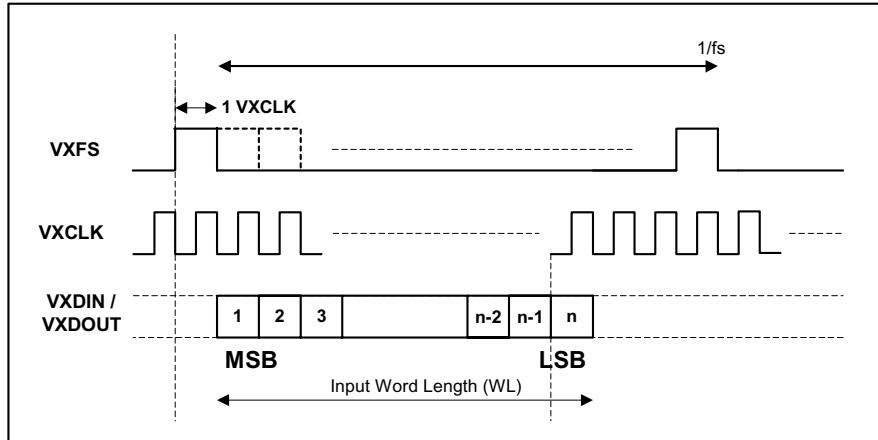 1/fs
1 VXCLK
VXFS
VXCLK
VXDIN /
VXDOUT
1 2 3 n-2 n-1 n
MSB LSB
Input Word Length (WL)